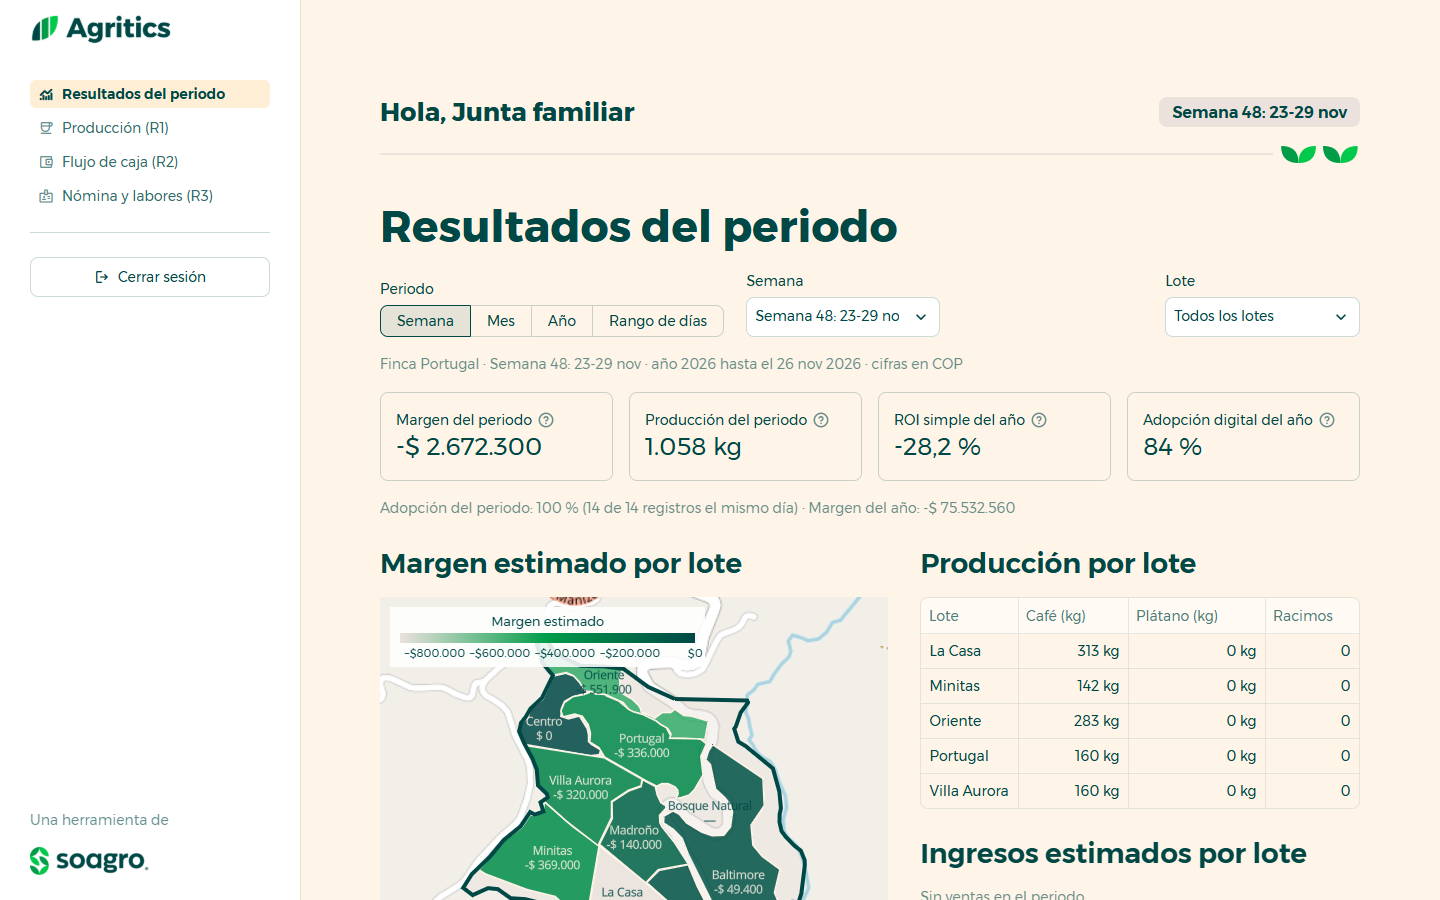 Agritics
Resultados del periodo
Producción (R1)
Flujo de caja (R2)
Nómina y labores (R3)
Cerrar sesión
Una herramienta de
soagro.
Hola, Junta familiar
Semana 48: 23-29 nov
Resultados del periodo
Periodo
Semana
Lote
Semana Mes Año Rango de días
Semana 48: 23-29 no
Todos los lotes
Finca Portugal · Semana 48: 23-29 nov · año 2026 hasta el 26 nov 2026 · cifras en COP
Margen del periodo ?
-$ 2.672.300
Producción del periodo ?
1.058 kg
ROI simple del año ?
-28,2 %
Adopción digital del año ?
84 %
Adopción del periodo: 100 % (14 de 14 registros el mismo día) · Margen del año: -$ 75.532.560
Margen estimado por lote
Margen estimado
−$800.000 −$600.000 −$400.000 −$200.000 $0
Oriente
-$ 551.900
Centro
$ 0
Portugal
-$ 336.000
Villa Aurora
-$ 320.000
Bosque Natural
—
Madroño
-$ 140.000
Minitas
-$ 369.000
Baltimore
-$ 49.400
La Casa
Producción por lote
Lote Café (kg) Plátano (kg) Racimos
La Casa 313 kg 0 kg 0
Minitas 142 kg 0 kg 0
Oriente 283 kg 0 kg 0
Portugal 160 kg 0 kg 0
Villa Aurora 160 kg 0 kg 0
Ingresos estimados por lote
Sin ventas en el periodo